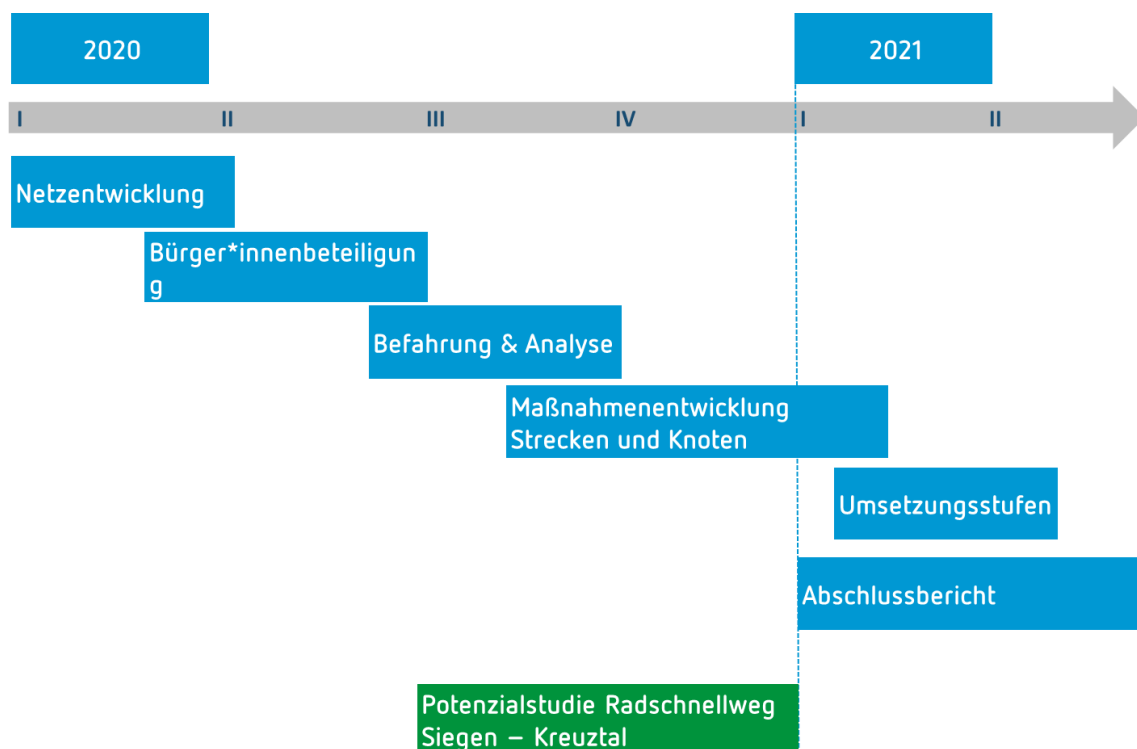 2020
2021
I II III IV I II
Netzentwicklung
Bürger*innenbeteiligun
g
Befahrung & Analyse
Maßnahmenentwicklung
Strecken und Knoten
Umsetzungsstufen
Abschlussbericht
Potenzialstudie Radschnellweg
Siegen – Kreuztal